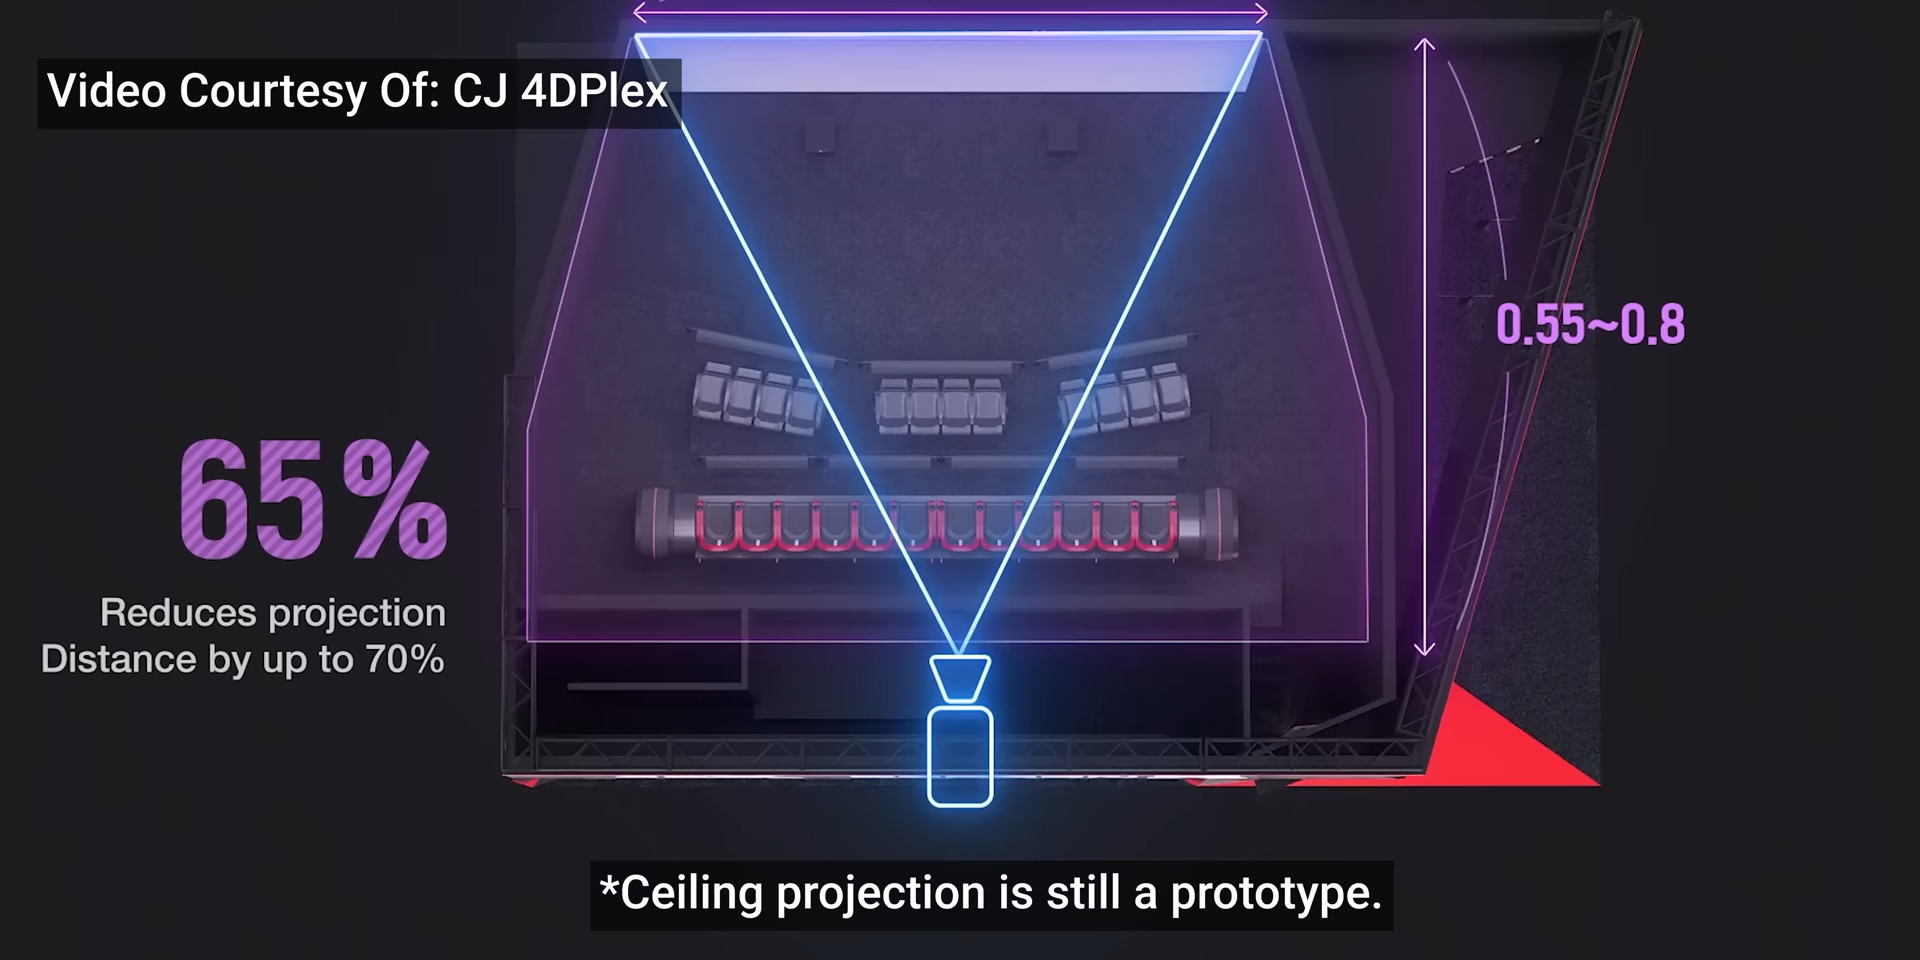 Video Courtesy Of: CJ 4DPlex
0.55~0.8
65%
Reduces projection
Distance by up to 70%
*Ceiling projection is still a prototype.